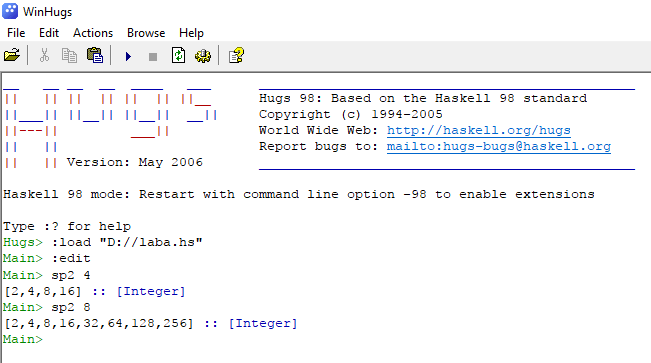 WinHugs
File Edit Actions Browse Help
__ __ __ __ ____ ___ _______________________________________________
|| || || || || || ||__ Hugs 98: Based on the Haskell 98 standard
||___|| ||__|| ||__|| __|| Copyright (c) 1994-2005
||---|| ___|| World Wide Web: http://haskell.org/hugs
|| || Report bugs to: mailto:hugs-bugs@haskell.org
|| || Version: May 2006 _______________________________________________
Haskell 98 mode: Restart with command line option -98 to enable extensions
Type :? for help
Hugs> :load "D://laba.hs"
Main> :edit
Main> sp2 4
[2,4,8,16] :: [Integer]
Main> sp2 8
[2,4,8,16,32,64,128,256] :: [Integer]
Main>